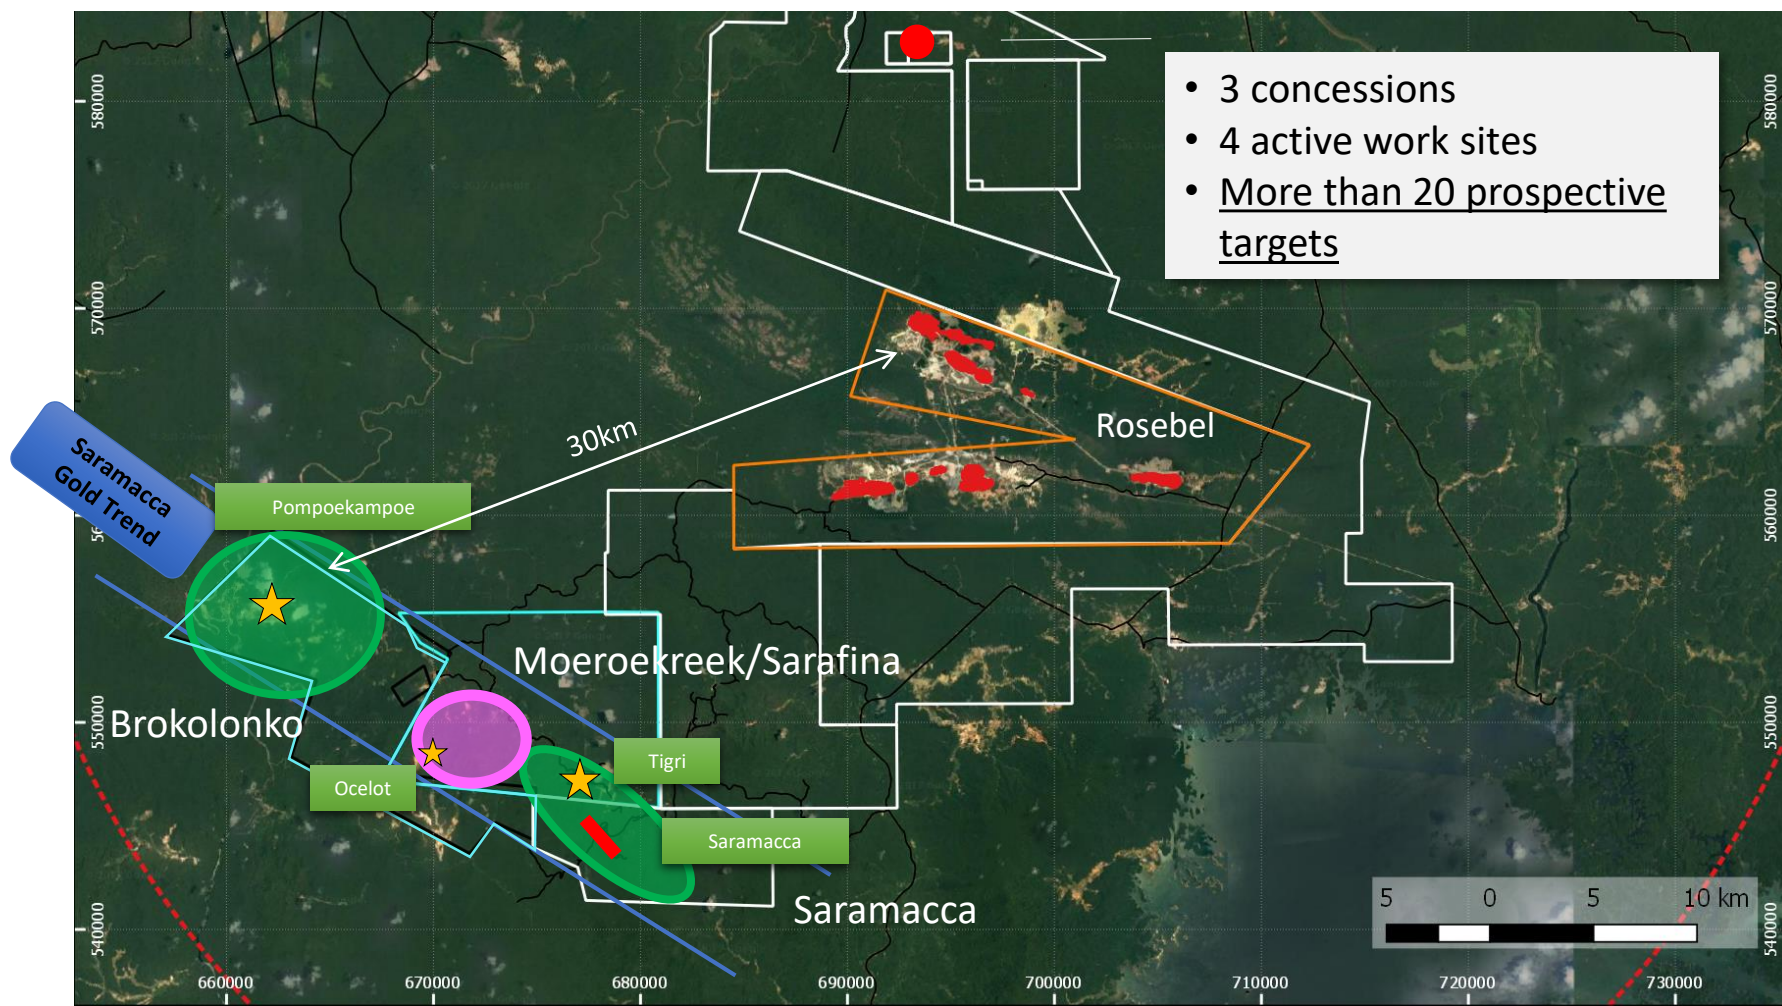 • 3 concessions
• 4 active work sites
• More than 20 prospective
targets
580000
580000
570000
570000
Rosebel
30km
Saramacca
Gold Trend
Pompoekampoe
560000
Moeroekreek/Sarafina
Brokolonko
550000
550000
Tigri
Ocelot
Saramacca
Saramacca
5 0 5 10 km
540000
540000
660000 670000 680000 690000 700000 710000 720000 730000